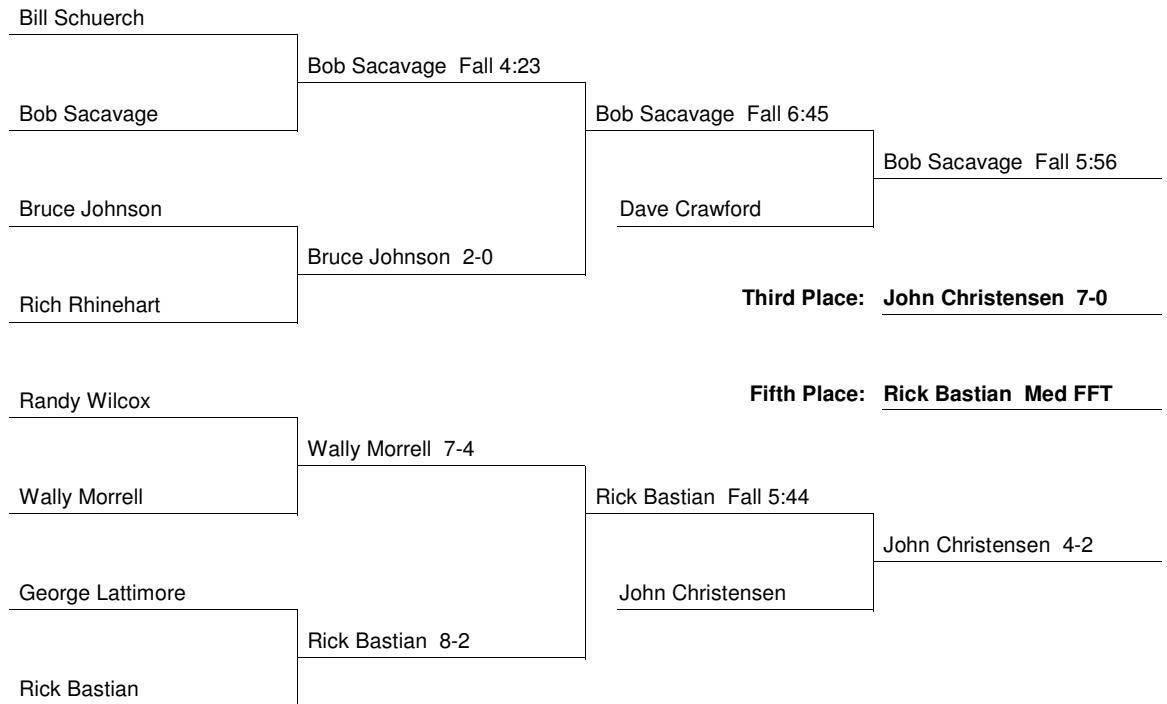 Bill Schuerch
Bob Sacavage  Fall 4:23
Bob Sacavage
Bob Sacavage  Fall 6:45
Bob Sacavage  Fall 5:56
Bruce Johnson
Dave Crawford
Bruce Johnson  2-0
Rich Rhinehart
Third Place: John Christensen  7-0
Randy Wilcox
Fifth Place: Rick Bastian  Med FFT
Wally Morrell  7-4
Wally Morrell
Rick Bastian  Fall 5:44
John Christensen  4-2
George Lattimore
John Christensen
Rick Bastian  8-2
Rick Bastian